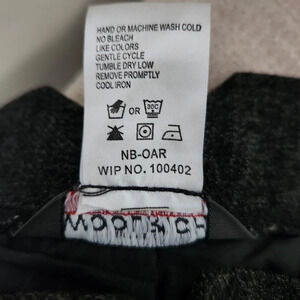 HAND OR MACHINE WASH COLD
NO BLEACH
LIKE COLORS
GENTLE CYCLE
TUMBLE DRY LOW
REMOVE PROMPTLY
COOL IRON
OR 30C
NB-OAR
WIP NO. 100402